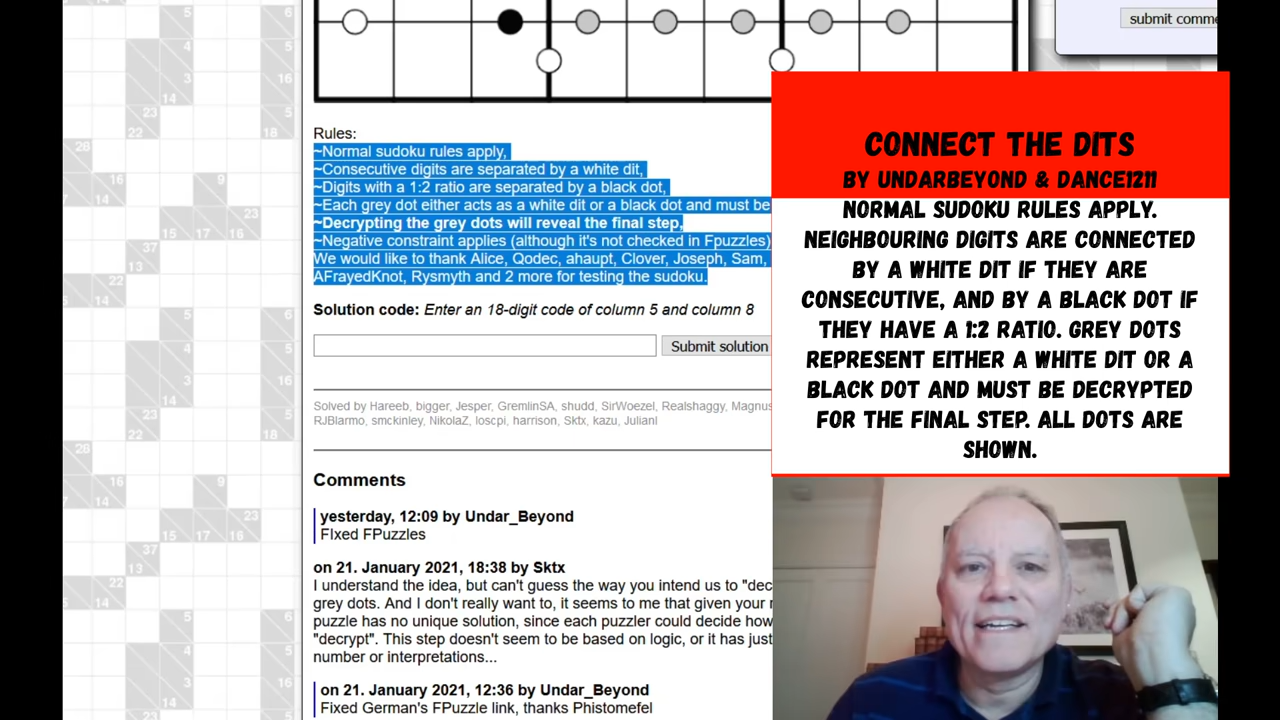 submit comme
Rules:
~Normal sudoku rules apply,
~Consecutive digits are separated by a white dit,
~Digits with a 1:2 ratio are separated by a black dot,
~Each grey dot either acts as a white dit or a black dot and must be
~Decrypting the grey dots will reveal the final step,
~Negative constraint applies (although it's not checked in Fpuzzles)
We would like to thank Alice, Qodec, ahaupt, Clover, Joseph, Sam,
AFrayedKnot, Rysmyth and 2 more for testing the sudoku.
Solution code: Enter an 18-digit code of column 5 and column 8
Submit solution
Solved by Hareeb, bigger, Jesper, GremlinSA, shudd, SirWoezel, Realshaggy, Magnus
RJBlarmo, smckinley, NikolaZ, loscpi, harrison, Sktx, kazu, Juliani
Comments
yesterday, 12:09 by Undar_Beyond
FIxed FPuzzles
on 21. January 2021, 18:38 by Sktx
I understand the idea, but can't guess the way you intend us to "dec
grey dots. And I don't really want to, it seems to me that given your
puzzle has no unique solution, since each puzzler could decide how
"decrypt". This step doesn't seem to be based on logic, or it has just
number or interpretations...
on 21. January 2021, 12:36 by Undar_Beyond
Fixed German's FPuzzle link, thanks Phistomefel
CONNECT THE DITS
BY UNDARBEYOND & DANCE1211
NORMAL SUDOKU RULES APPLY.
NEIGHBOURING DIGITS ARE CONNECTED
BY A WHITE DIT IF THEY ARE
CONSECUTIVE, AND BY A BLACK DOT IF
THEY HAVE A 1:2 RATIO. GREY DOTS
REPRESENT EITHER A WHITE DIT OR A
BLACK DOT AND MUST BE DECRYPTED
FOR THE FINAL STEP. ALL DOTS ARE
SHOWN.